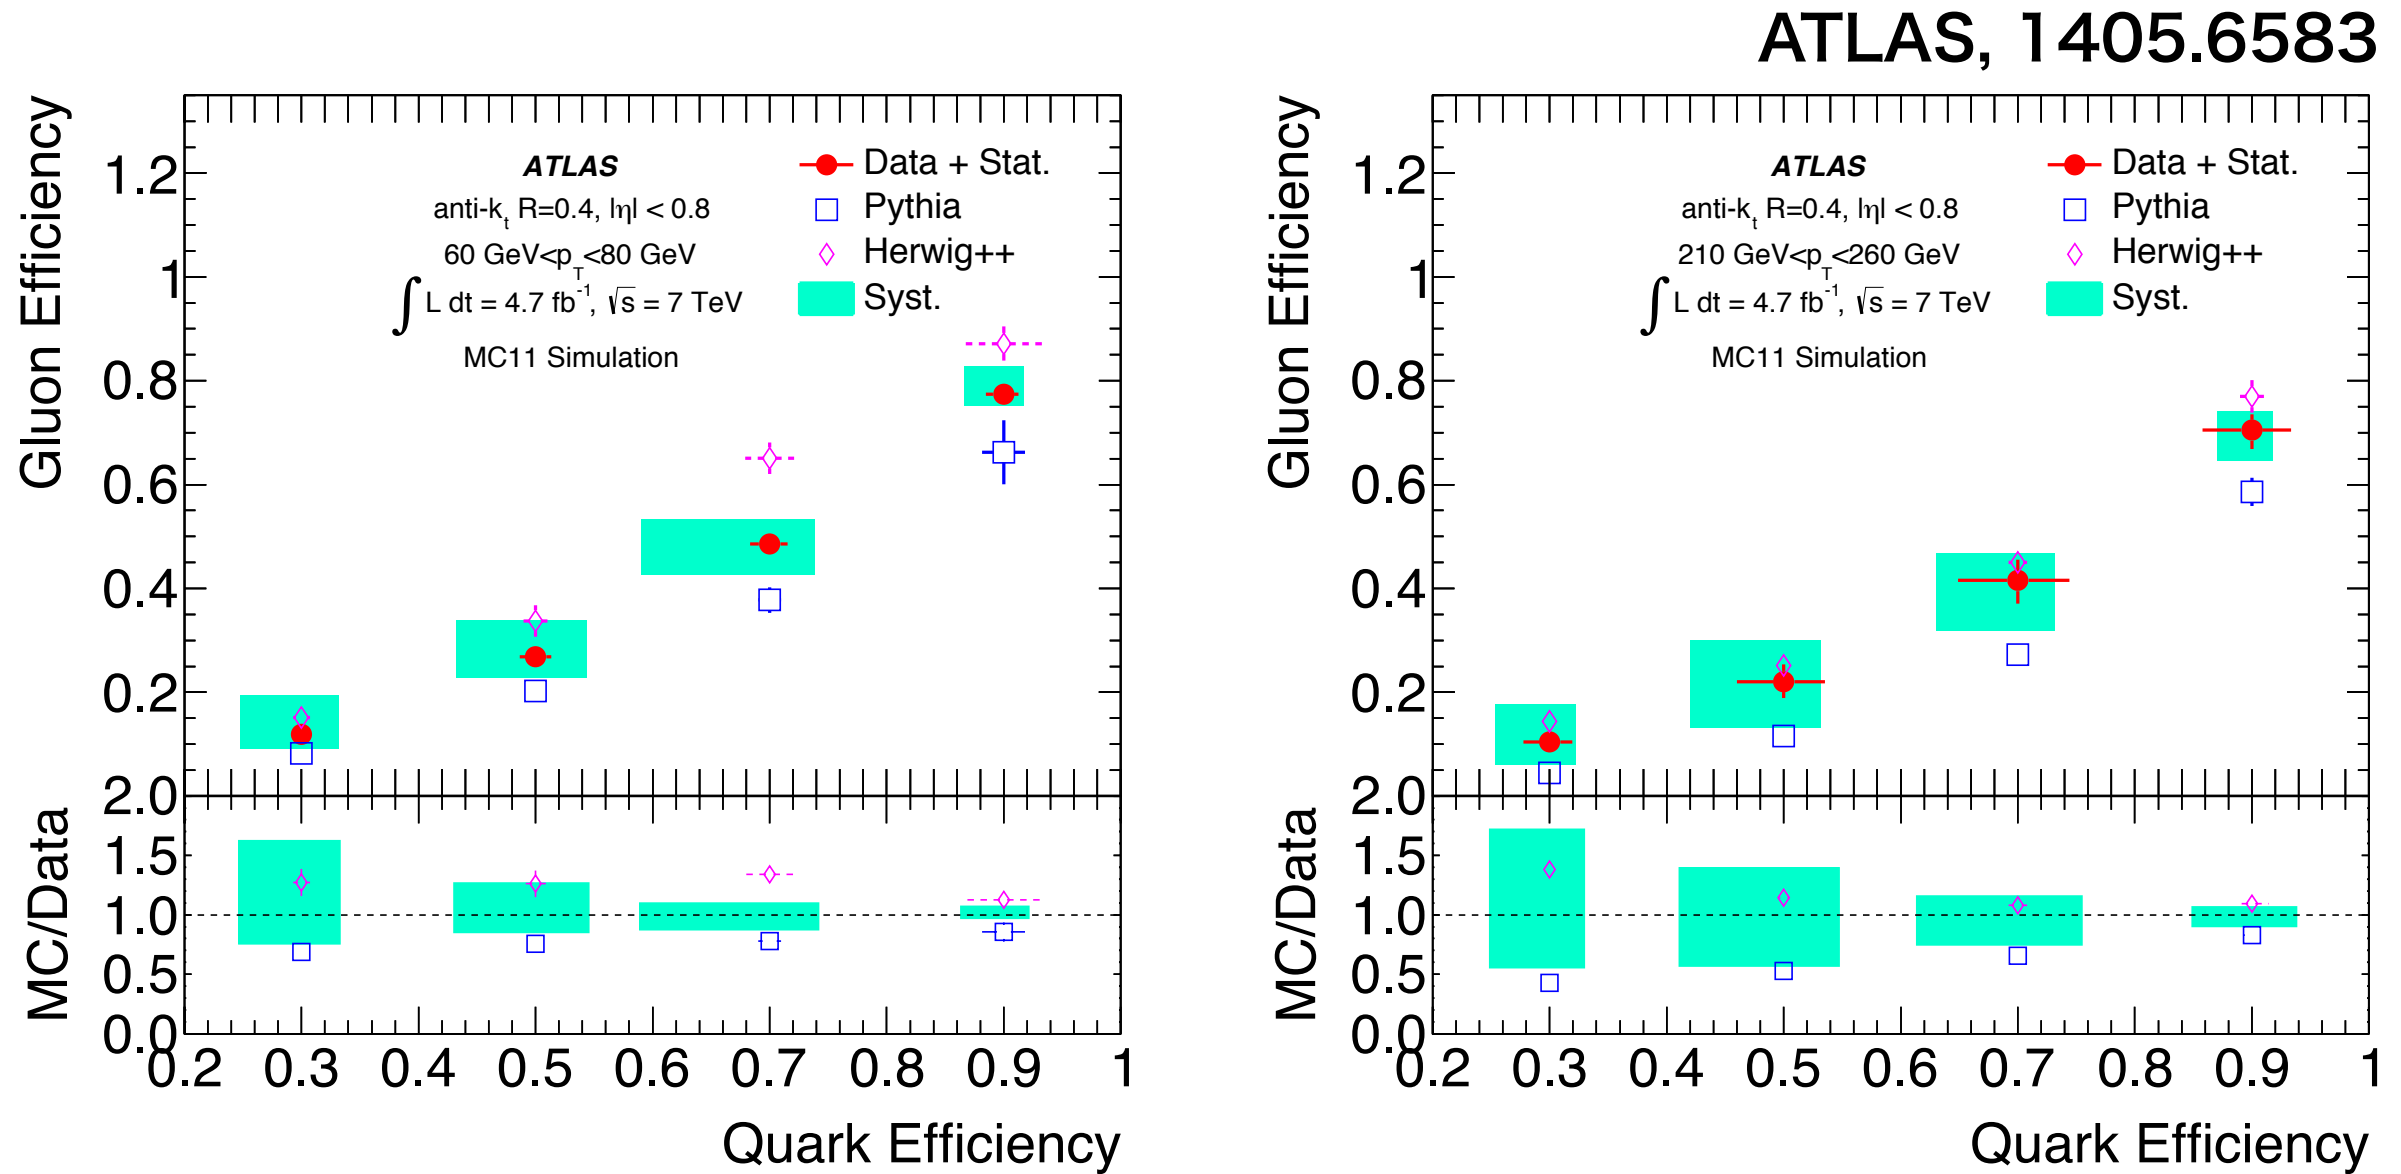 ATLAS, 1405.6583
Gluon Efficiency
1.2
1
0.8
0.6
0.4
0.2
ATLAS
anti-k_t R=0.4, |η| < 0.8
60 GeV<p_T<80 GeV
∫ L dt = 4.7 fb^-1, √s = 7 TeV
MC11 Simulation
Data + Stat.
Pythia
Herwig++
Syst.
MC/Data
2.0
1.5
1.0
0.5
0.0
0.2 0.3 0.4 0.5 0.6 0.7 0.8 0.9 1
Quark Efficiency
Gluon Efficiency
1.2
1
0.8
0.6
0.4
0.2
ATLAS
anti-k_t R=0.4, |η| < 0.8
210 GeV<p_T<260 GeV
∫ L dt = 4.7 fb^-1, √s = 7 TeV
MC11 Simulation
Data + Stat.
Pythia
Herwig++
Syst.
MC/Data
2.0
1.5
1.0
0.5
0.0
0.2 0.3 0.4 0.5 0.6 0.7 0.8 0.9 1
Quark Efficiency